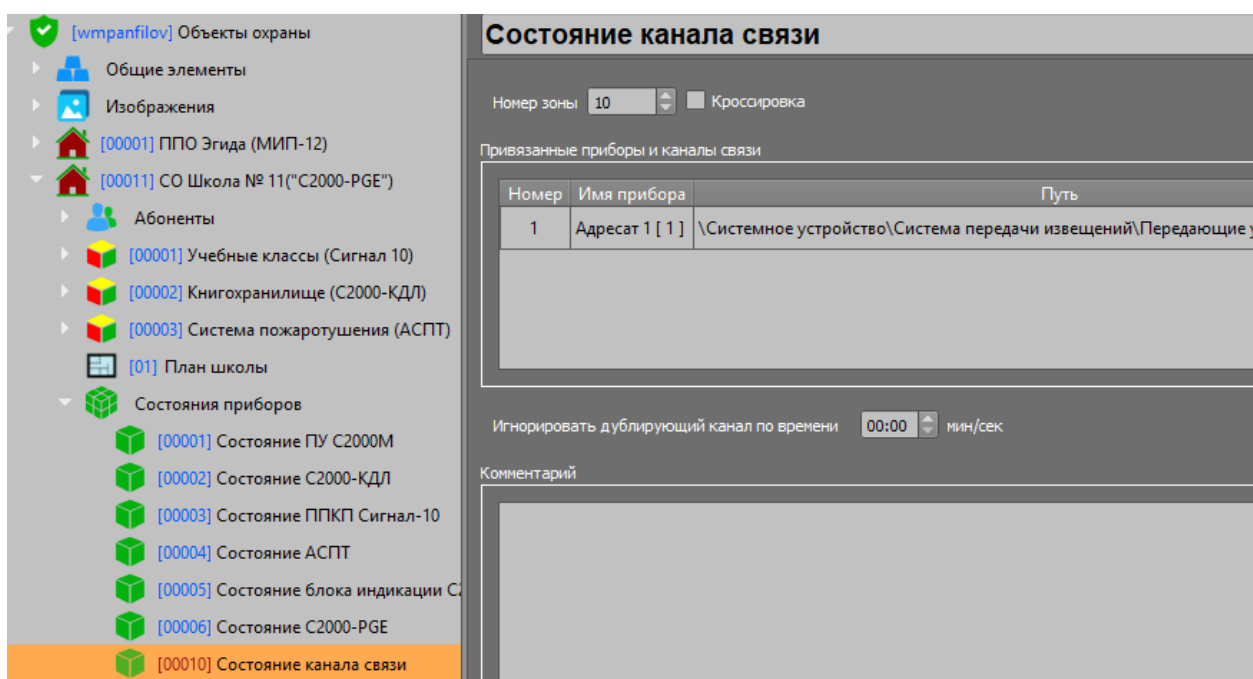 [wmpanfilov] Объекты охраны
Общие элементы
Изображения
[00001] ППО Эгида (МИП-12)
[00011] СО Школа № 11("С2000-PGE")
Абоненты
[00001] Учебные классы (Сигнал 10)
[00002] Книгохранилище (С2000-КДЛ)
[00003] Система пожаротушения (АСПТ)
[01] План школы
Состояния приборов
[00001] Состояние ПУ С2000М
[00002] Состояние С2000-КДЛ
[00003] Состояние ППКП Сигнал-10
[00004] Состояние АСПТ
[00005] Состояние блока индикации С2
[00006] Состояние С2000-PGE
[00010] Состояние канала связи
Состояние канала связи
Номер зоны 10 Кроссировка
Привязанные приборы и каналы связи
Номер Имя прибора Путь
1 Адресат 1 [ 1 ] \Системное устройство\Система передачи извещений\Передающие
Игнорировать дублирующий канал по времени 00:00 мин/сек
Комментарий